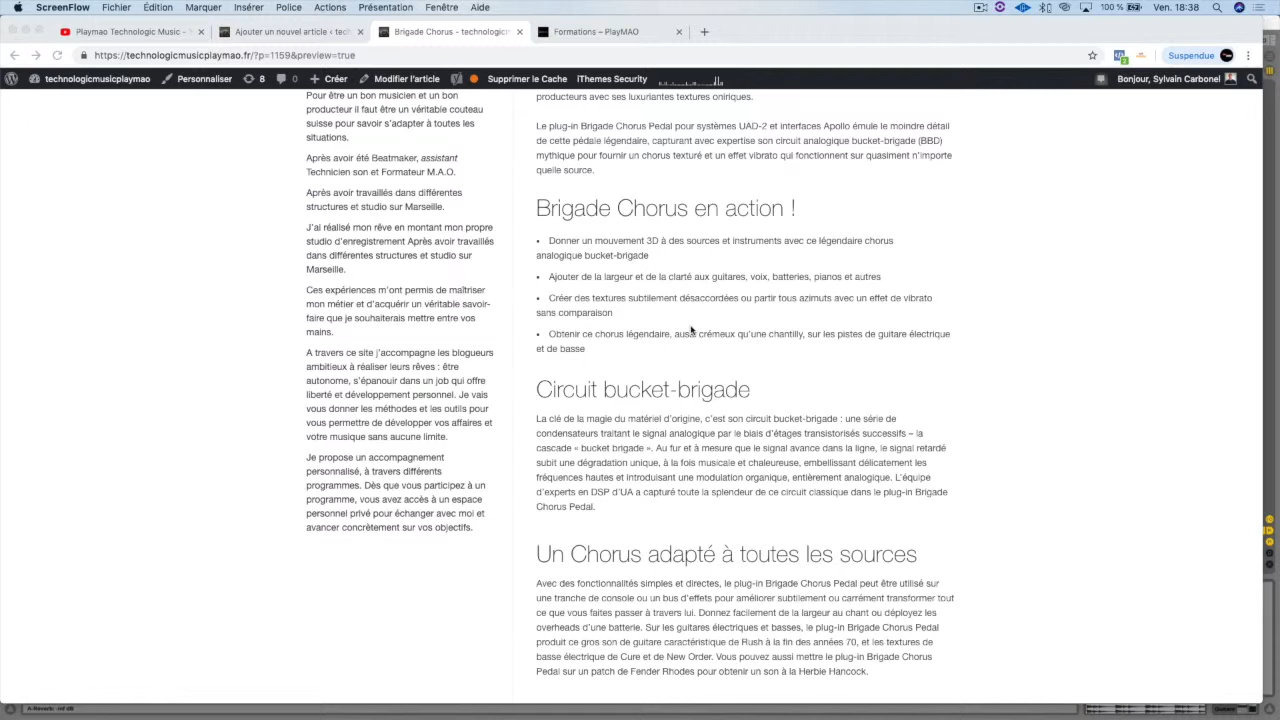 ScreenFlow Fichier Édition Marquer Insérer Police Actions Présentation Fenêtre Aide 100 % Ven. 18:38
Playmao Technologic Music - Ajouter un nouvel article ‹ tech Brigade Chorus - technologic Formations – PlayMAO
https://technologicmusicplaymao.fr/?p=1159&preview=true Suspendue
technologicmusicplaymao Personnaliser 8 0 Créer Modifier l'article Supprimer le Cache IThemes Security Bonjour, Sylvain Carbonel
Pour être un bon musicien et un bon
producteur il faut être un véritable couteau
suisse pour savoir s'adapter à toutes les
situations.
Après avoir été Beatmaker, assistant
Technicien son et Formateur M.A.O.
Après avoir travaillés dans différentes
structures et studio sur Marseille.
J'ai réalisé mon rêve en montant mon propre
studio d'enregistrement Après avoir travaillés
dans différentes structures et studio sur
Marseille.
Ces expériences m'ont permis de maîtriser
mon métier et d'acquérir un véritable savoir-
faire que je souhaiterais mettre entre vos
mains.
A travers ce site j'accompagne les blogueurs
ambitieux à réaliser leurs rêves : être
autonome, s'épanouir dans un job qui offre
liberté et développement personnel. Je vais
vous donner les méthodes et les outils pour
vous permettre de développer vos affaires et
votre musique sans aucune limite.
Je propose un accompagnement
personnalisé, à travers différents
programmes. Dès que vous participez à un
programme, vous avez accès à un espace
personnel privé pour échanger avec moi et
avancer concrètement sur vos objectifs.
producteurs avec ses luxuriantes textures oniriques.
Le plug-in Brigade Chorus Pedal pour systèmes UAD-2 et interfaces Apollo émule le moindre détail
de cette pédale légendaire, capturant avec expertise son circuit analogique bucket-brigade (BBD)
mythique pour fournir un chorus texturé et un effet vibrato qui fonctionnent sur quasiment n'importe
quelle source.
Brigade Chorus en action !
• Donner un mouvement 3D à des sources et instruments avec ce légendaire chorus
analogique bucket-brigade
• Ajouter de la largeur et de la clarté aux guitares, voix, batteries, pianos et autres
• Créer des textures subtilement désaccordées ou partir tous azimuts avec un effet de vibrato
sans comparaison
• Obtenir ce chorus légendaire, aussi crémeux qu'une chantilly, sur les pistes de guitare électrique
et de basse
Circuit bucket-brigade
La clé de la magie du matériel d'origine, c'est son circuit bucket-brigade : une série de
condensateurs traitant le signal analogique par le biais d'étages transistorisés successifs – la
cascade « bucket brigade ». Au fur et à mesure que le signal avance dans la ligne, le signal retardé
subit une dégradation unique, à la fois musicale et chaleureuse, embellissant délicatement les
fréquences hautes et introduisant une modulation organique, entièrement analogique. L'équipe
d'experts en DSP d'UA a capturé toute la splendeur de ce circuit classique dans le plug-in Brigade
Chorus Pedal.
Un Chorus adapté à toutes les sources
Avec des fonctionnalités simples et directes, le plug-in Brigade Chorus Pedal peut être utilisé sur
une tranche de console ou un bus d'effets pour améliorer subtilement ou carrément transformer tout
ce que vous faites passer à travers lui. Donnez facilement de la largeur au chant ou déployez les
overheads d'une batterie. Sur les guitares électriques et basses, le plug-in Brigade Chorus Pedal
produit ce gros son de guitare caractéristique de Rush à la fin des années 70, et les textures de
basse électrique de Cure et de New Order. Vous pouvez aussi mettre le plug-in Brigade Chorus
Pedal sur un patch de Fender Rhodes pour obtenir un son à la Herbie Hancock.